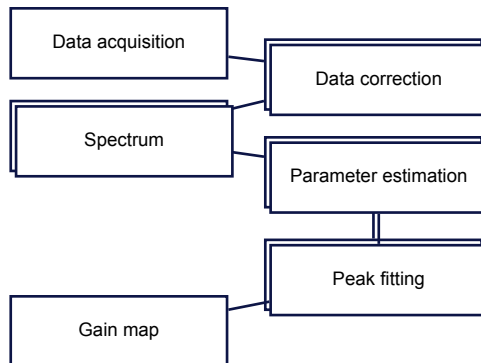 Data acquisition
Data correction
Spectrum
Parameter estimation
Peak fitting
Gain map